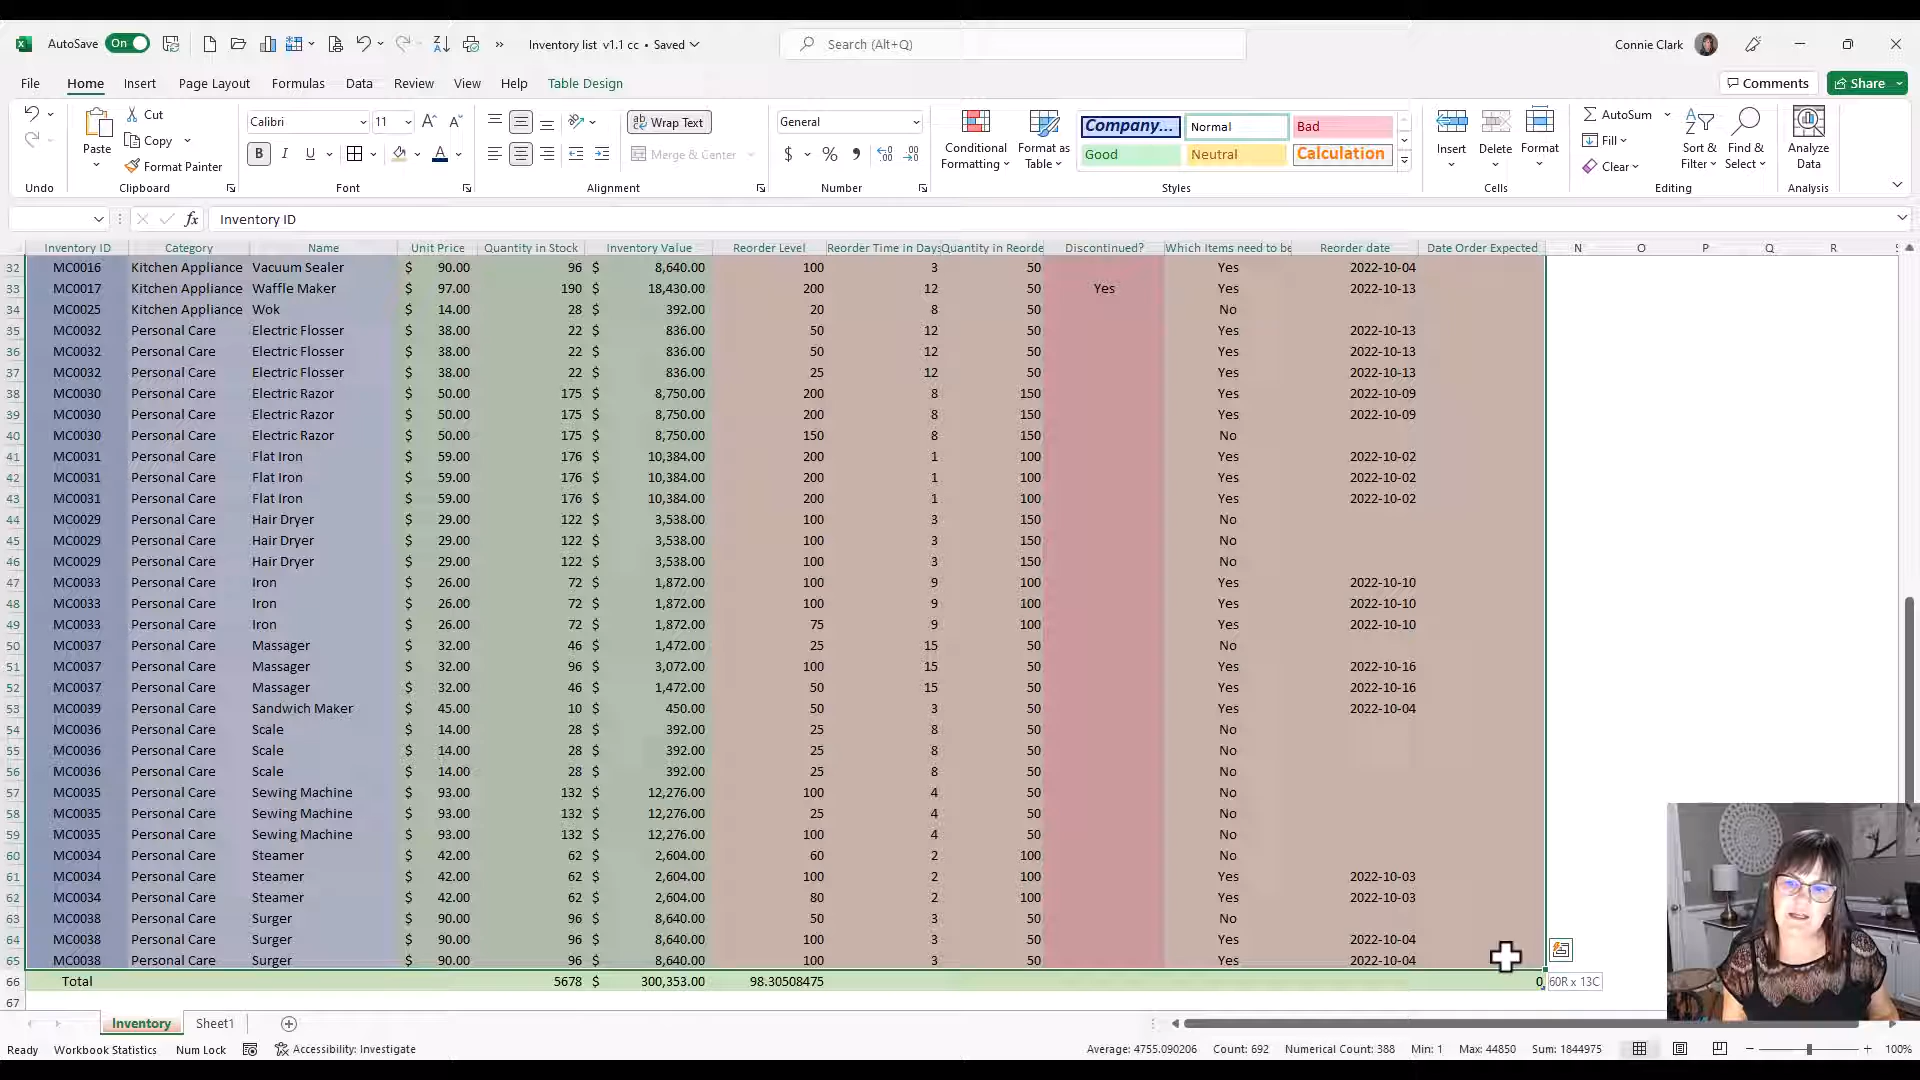 AutoSave On Inventory list v1.1 cc • Saved Search (Alt+Q) Connie Clark
File Home Insert Page Layout Formulas Data Review View Help Table Design Comments Share
Cut
Copy
Format Painter
Paste
Undo Clipboard
Calibri 11
B I U A
Font
Wrap Text
Merge & Center
Alignment
General
$ % ,
Number
Conditional Formatting
Format as Table
Company... Normal Bad
Good Neutral Calculation
Styles
Insert Delete Format
Cells
AutoSum
Fill
Clear
Sort & Filter
Find & Select
Editing
Analyze Data
Analysis
fx Inventory ID
Inventory ID Category Name Unit Price Quantity in Stock Inventory Value Reorder Level Reorder Time in Days Quantity in Reorde Discontinued? Which Items need to be Reorder date Date Order Expected N O P Q R
32 MC0016 Kitchen Appliance Vacuum Sealer $ 90.00 96 $ 8,640.00 100 3 50 Yes 2022-10-04
33 MC0017 Kitchen Appliance Waffle Maker $ 97.00 190 $ 18,430.00 200 12 50 Yes Yes 2022-10-13
34 MC0025 Kitchen Appliance Wok $ 14.00 28 $ 392.00 20 8 50 No
35 MC0032 Personal Care Electric Flosser $ 38.00 22 $ 836.00 50 12 50 Yes 2022-10-13
36 MC0032 Personal Care Electric Flosser $ 38.00 22 $ 836.00 50 12 50 Yes 2022-10-13
37 MC0032 Personal Care Electric Flosser $ 38.00 22 $ 836.00 25 12 50 Yes 2022-10-13
38 MC0030 Personal Care Electric Razor $ 50.00 175 $ 8,750.00 200 8 150 Yes 2022-10-09
39 MC0030 Personal Care Electric Razor $ 50.00 175 $ 8,750.00 200 8 150 Yes 2022-10-09
40 MC0030 Personal Care Electric Razor $ 50.00 175 $ 8,750.00 150 8 150 No
41 MC0031 Personal Care Flat Iron $ 59.00 176 $ 10,384.00 200 1 100 Yes 2022-10-02
42 MC0031 Personal Care Flat Iron $ 59.00 176 $ 10,384.00 200 1 100 Yes 2022-10-02
43 MC0031 Personal Care Flat Iron $ 59.00 176 $ 10,384.00 200 1 100 Yes 2022-10-02
44 MC0029 Personal Care Hair Dryer $ 29.00 122 $ 3,538.00 100 3 150 No
45 MC0029 Personal Care Hair Dryer $ 29.00 122 $ 3,538.00 100 3 150 No
46 MC0029 Personal Care Hair Dryer $ 29.00 122 $ 3,538.00 100 3 150 No
47 MC0033 Personal Care Iron $ 26.00 72 $ 1,872.00 100 9 100 Yes 2022-10-10
48 MC0033 Personal Care Iron $ 26.00 72 $ 1,872.00 100 9 100 Yes 2022-10-10
49 MC0033 Personal Care Iron $ 26.00 72 $ 1,872.00 75 9 100 Yes 2022-10-10
50 MC0037 Personal Care Massager $ 32.00 46 $ 1,472.00 25 15 50 No
51 MC0037 Personal Care Massager $ 32.00 96 $ 3,072.00 100 15 50 Yes 2022-10-16
52 MC0037 Personal Care Massager $ 32.00 46 $ 1,472.00 50 15 50 Yes 2022-10-16
53 MC0039 Personal Care Sandwich Maker $ 45.00 10 $ 450.00 50 3 50 Yes 2022-10-04
54 MC0036 Personal Care Scale $ 14.00 28 $ 392.00 25 8 50 No
55 MC0036 Personal Care Scale $ 14.00 28 $ 392.00 25 8 50 No
56 MC0036 Personal Care Scale $ 14.00 28 $ 392.00 25 8 50 No
57 MC0035 Personal Care Sewing Machine $ 93.00 132 $ 12,276.00 100 4 50 No
58 MC0035 Personal Care Sewing Machine $ 93.00 132 $ 12,276.00 25 4 50 No
59 MC0035 Personal Care Sewing Machine $ 93.00 132 $ 12,276.00 100 4 50 No
60 MC0034 Personal Care Steamer $ 42.00 62 $ 2,604.00 60 2 100 No
61 MC0034 Personal Care Steamer $ 42.00 62 $ 2,604.00 100 2 100 Yes 2022-10-03
62 MC0034 Personal Care Steamer $ 42.00 62 $ 2,604.00 80 2 100 Yes 2022-10-03
63 MC0038 Personal Care Surger $ 90.00 96 $ 8,640.00 50 3 50 No
64 MC0038 Personal Care Surger $ 90.00 96 $ 8,640.00 100 3 50 Yes 2022-10-04
65 MC0038 Personal Care Surger $ 90.00 96 $ 8,640.00 100 3 50 Yes 2022-10-04
66 Total 5678 $ 300,353.00 98.30508475 0 60R x 13C
67
Inventory Sheet1
Ready Workbook Statistics Num Lock Accessibility: Investigate Average: 4755.090206 Count: 692 Numerical Count: 388 Min: 1 Max: 44850 Sum: 1844975 100%